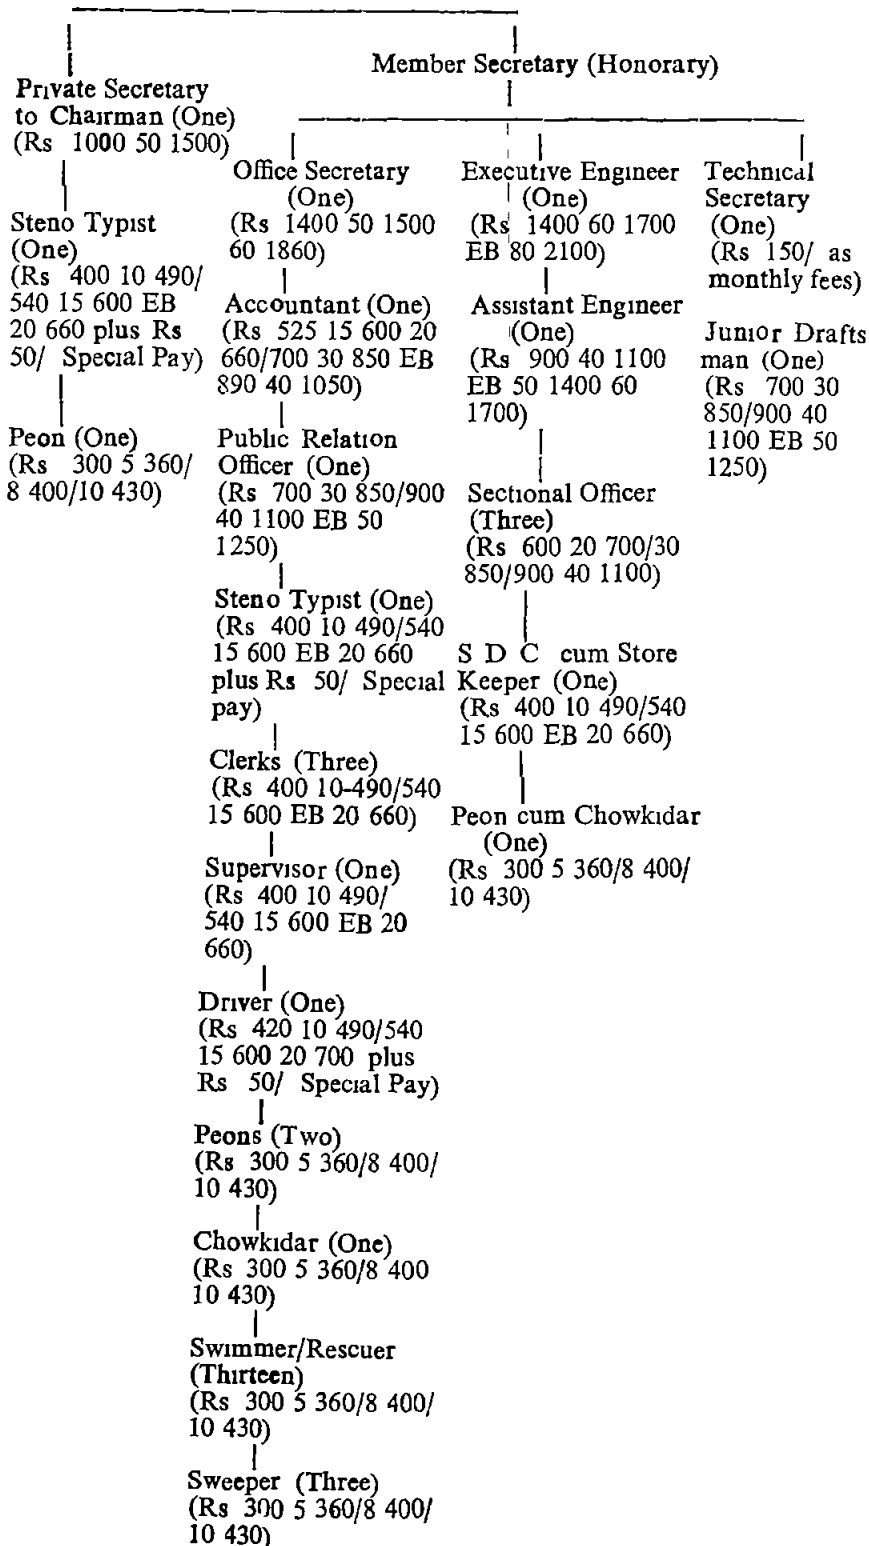 Member Secretary (Honorary)
Private Secretary
to Chairman (One)
(Rs 1000 50 1500)
Steno Typist
(One)
(Rs 400 10 490/
540 15 600 EB
20 660 plus Rs
50/ Special Pay)
Peon (One)
(Rs 300 5 360/
8 400/10 430)
Office Secretary
(One)
(Rs 1400 50 1500
60 1860)
Accountant (One)
(Rs 525 15 600 20
660/700 30 850 EB
890 40 1050)
Public Relation
Officer (One)
(Rs 700 30 850/900
40 1100 EB 50
1250)
Steno Typist (One)
(Rs 400 10 490/540
15 600 EB 20 660
plus Rs 50/ Special
pay)
Clerks (Three)
(Rs 400 10-490/540
15 600 EB 20 660)
Supervisor (One)
(Rs 400 10 490/
540 15 600 EB 20
660)
Driver (One)
(Rs 420 10 490/540
15 600 20 700 plus
Rs 50/ Special Pay)
Peons (Two)
(Rs 300 5 360/8 400/
10 430)
Chowkidar (One)
(Rs 300 5 360/8 400
10 430)
Swimmer/Rescuer
(Thirteen)
(Rs 300 5 360/8 400/
10 430)
Sweeper (Three)
(Rs 300 5 360/8 400/
10 430)
Executive Engineer
(One)
(Rs 1400 60 1700
EB 80 2100)
Assistant Engineer
(One)
(Rs 900 40 1100
EB 50 1400 60
1700)
Sectional Officer
(Three)
(Rs 600 20 700/30
850/900 40 1100)
S D C cum Store
Keeper (One)
(Rs 400 10 490/540
15 600 EB 20 660)
Peon cum Chowkidar
(One)
(Rs 300 5 360/8 400/
10 430)
Technical
Secretary
(One)
(Rs 150/ as
monthly fees)
Junior Drafts
man (One)
(Rs 700 30
850/900 40
1100 EB 50
1250)